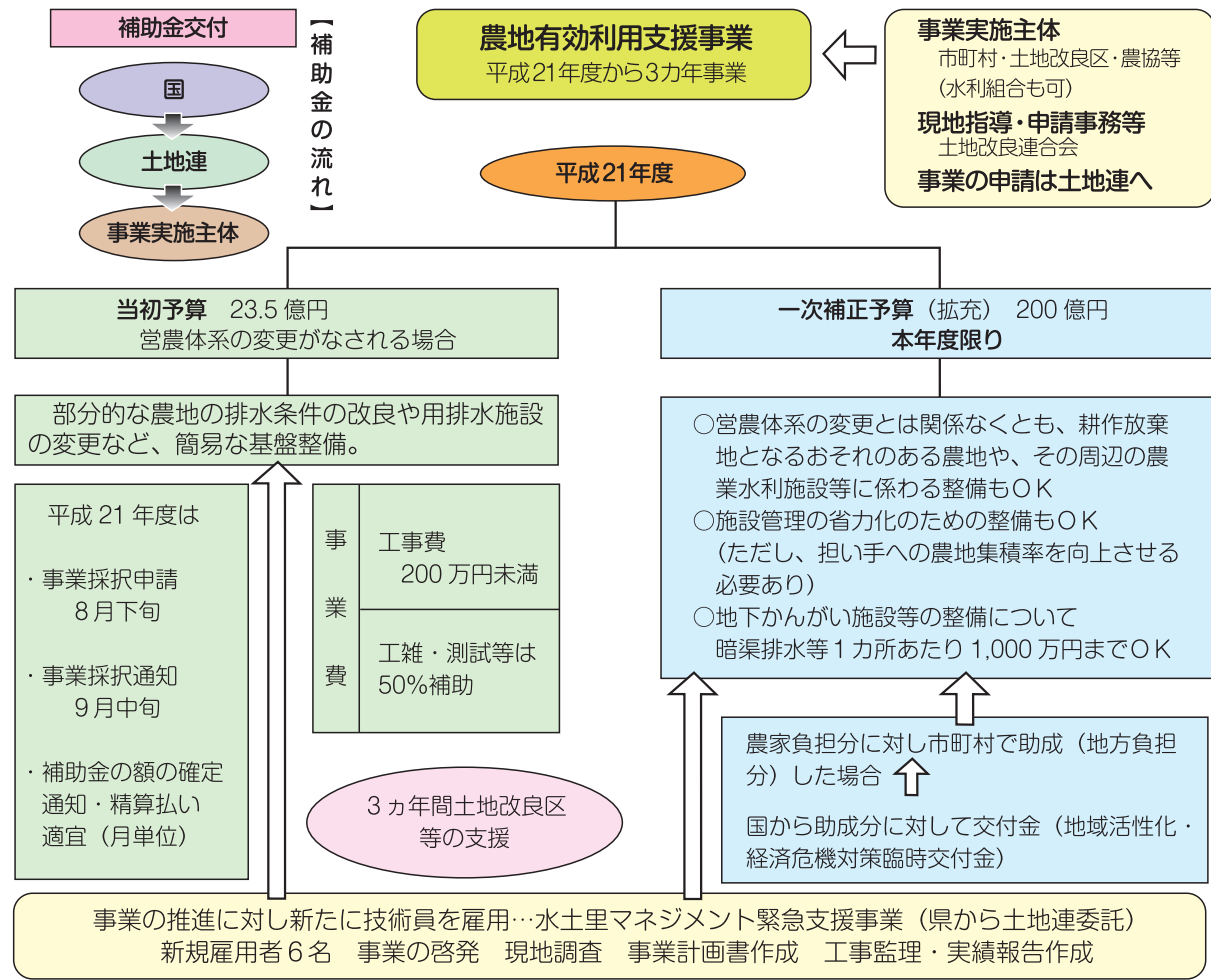 補助金交付
国
土地連
事業実施主体
【補助金の流れ】
農地有効利用支援事業
平成21年度から3カ年事業
事業実施主体
市町村・土地改良区・農協等
（水利組合も可）
現地指導・申請事務等
土地改良連合会
事業の申請は土地連へ
平成21年度
当初予算　23.5 億円
営農体系の変更がなされる場合
部分的な農地の排水条件の改良や用排水施設
の変更など、簡易な基盤整備。
平成 21 年度は
・事業採択申請
8月下旬
・事業採択通知
9月中旬
・補助金の額の確定
通知・精算払い
適宜（月単位）
事業費
工事費
200 万円未満
工雑・測試等は
50%補助
3ヵ年間土地改良区
等の支援
一次補正予算（拡充）　200 億円
本年度限り
○営農体系の変更とは関係なくとも、耕作放棄
地となるおそれのある農地や、その周辺の農
業水利施設等に係わる整備もＯＫ
○施設管理の省力化のための整備もＯＫ
（ただし、担い手への農地集積率を向上させる
必要あり）
○地下かんがい施設等の整備について
暗渠排水等１カ所あたり 1,000 万円までＯＫ
農家負担分に対し市町村で助成（地方負担
分）した場合
国から助成分に対して交付金（地域活性化・
経済危機対策臨時交付金）
事業の推進に対し新たに技術員を雇用…水土里マネジメント緊急支援事業（県から土地連委託）
新規雇用者６名　事業の啓発　現地調査　事業計画書作成　工事監理・実績報告作成